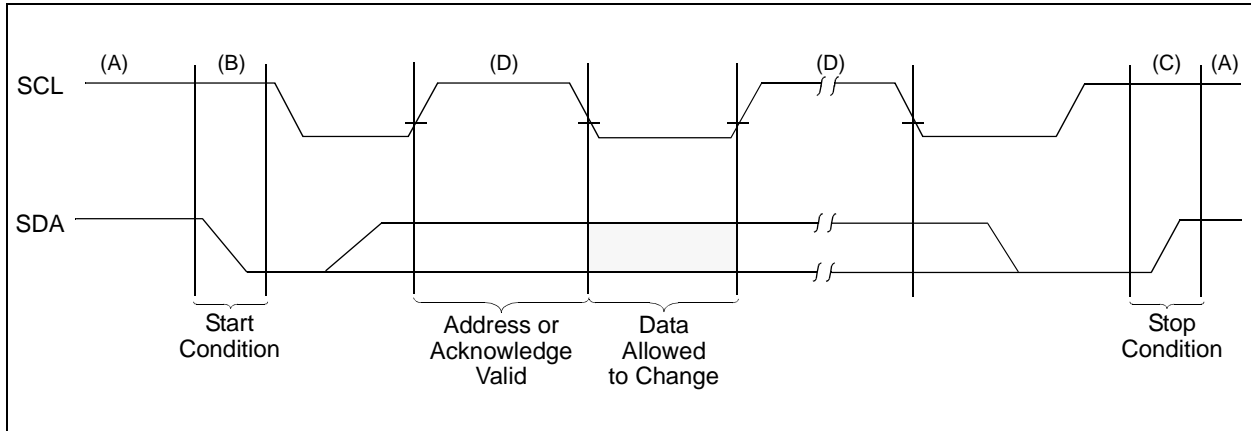 (A) (B) (D) (D) (C) (A)
SCL
SDA
Start
Condition
Address or
Acknowledge
Valid
Data
Allowed
to Change
Stop
Condition